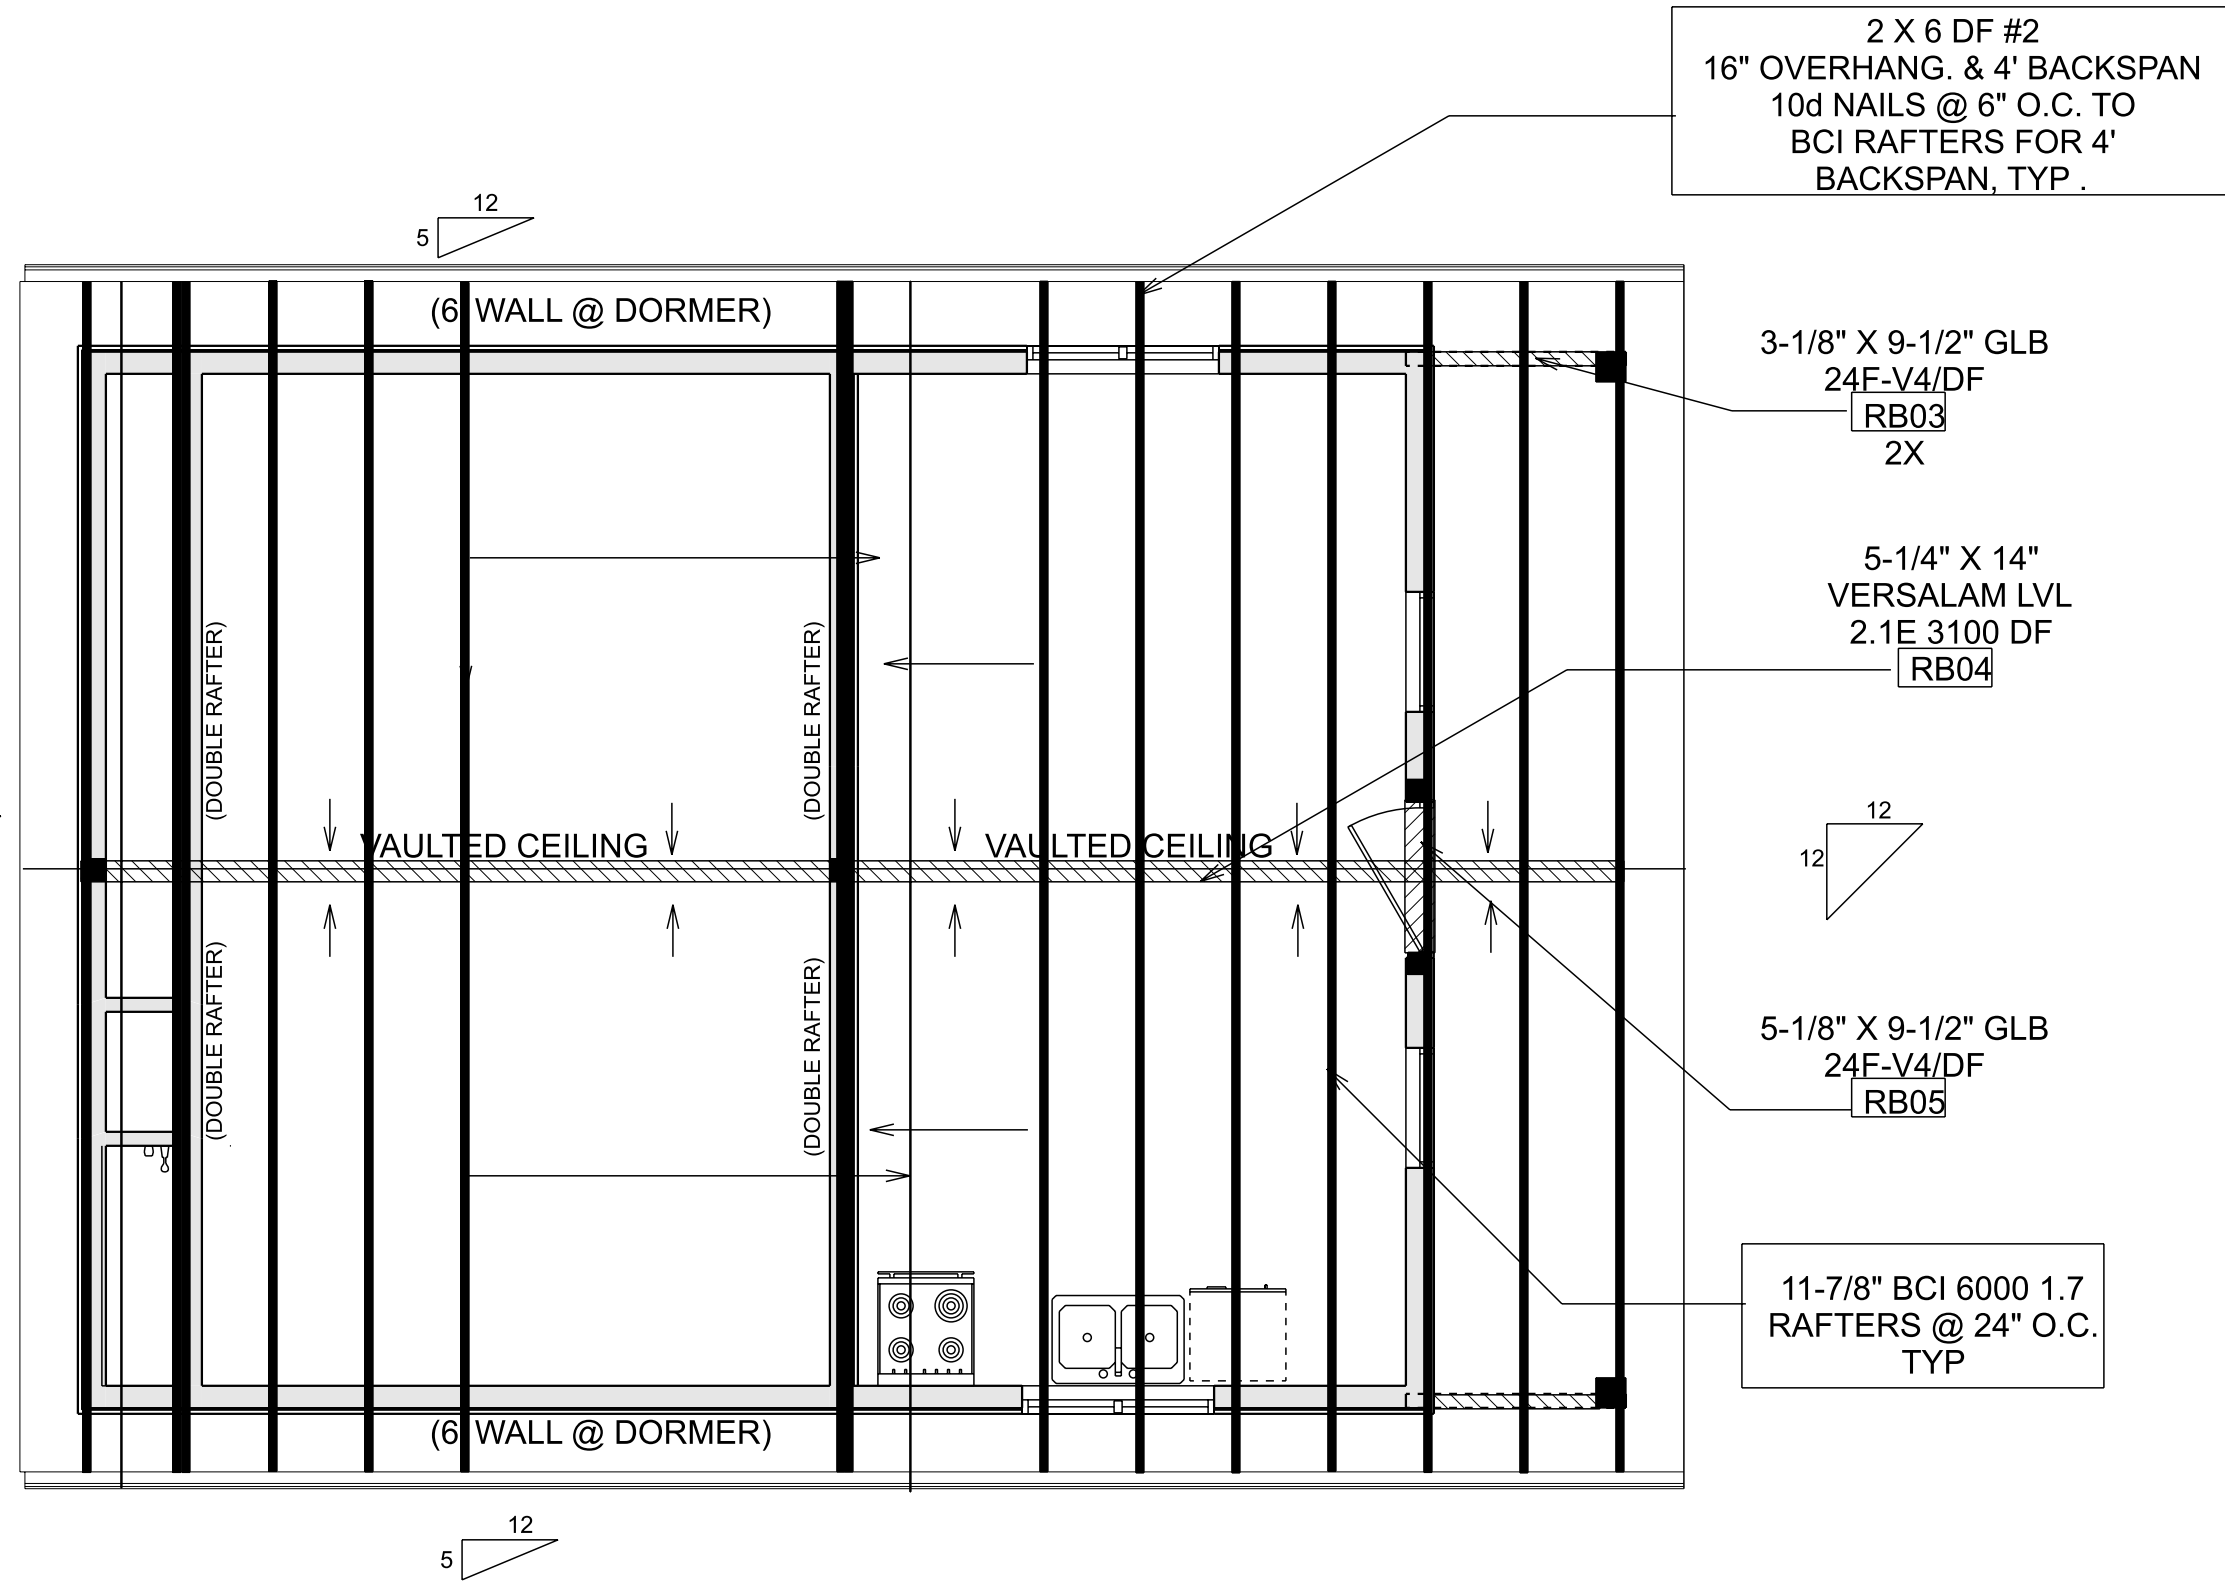 2 X 6 DF #2
16" OVERHANG. & 4' BACKSPAN
10d NAILS @ 6" O.C. TO
BCI RAFTERS FOR 4'
BACKSPAN, TYP .
12
5
(6 WALL @ DORMER)
3-1/8" X 9-1/2" GLB
24F-V4/DF
RB03
2X
5-1/4" X 14"
VERSALAM LVL
2.1E 3100 DF
RB04
(DOUBLE RAFTER)
(DOUBLE RAFTER)
VAULTED CEILING
VAULTED CEILING
12
12
(DOUBLE RAFTER)
(DOUBLE RAFTER)
5-1/8" X 9-1/2" GLB
24F-V4/DF
RB05
11-7/8" BCI 6000 1.7
RAFTERS @ 24" O.C.
TYP
(6 WALL @ DORMER)
12
5